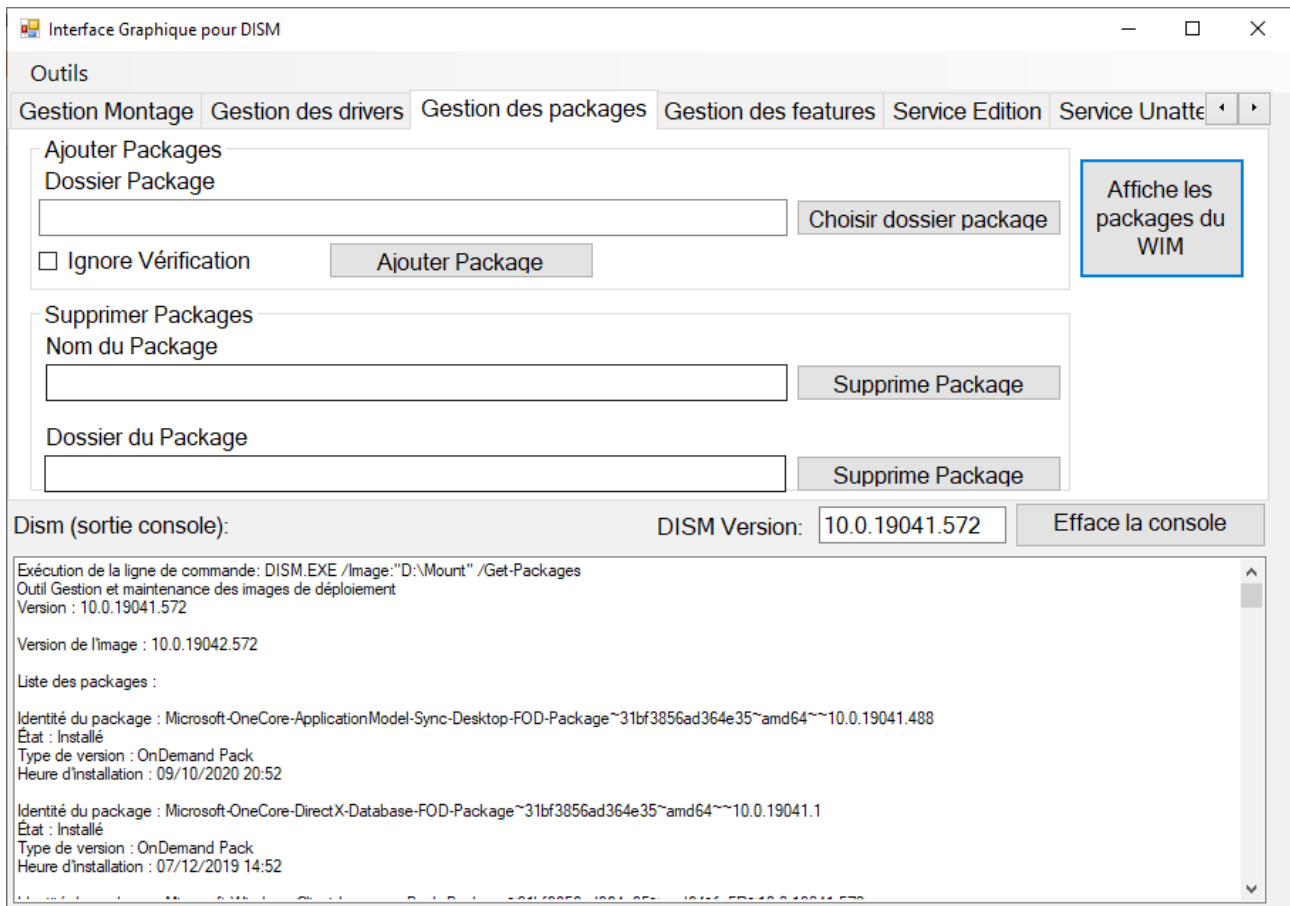 Interface Graphique pour DISM
Outils
Gestion Montage Gestion des drivers Gestion des packages Gestion des features Service Edition Service Unatte
Ajouter Packages
Dossier Package
Choisir dossier package
Affiche les
packages du
WIM
Ignore Vérification Ajouter Package
Supprimer Packages
Nom du Package
Supprime Package
Dossier du Package
Supprime Package
Dism (sortie console): DISM Version: 10.0.19041.572 Efface la console
Exécution de la ligne de commande: DISM.EXE /Image:"D:\Mount" /Get-Packages
Outil Gestion et maintenance des images de déploiement
Version : 10.0.19041.572
Version de l'image : 10.0.19042.572
Liste des packages :
Identité du package : Microsoft-OneCore-ApplicationModel-Sync-Desktop-FOD-Package~31bf3856ad364e35~amd64~~10.0.19041.488
État : Installé
Type de version : OnDemand Pack
Heure d'installation : 09/10/2020 20:52
Identité du package : Microsoft-OneCore-DirectX-Database-FOD-Package~31bf3856ad364e35~amd64~~10.0.19041.1
État : Installé
Type de version : OnDemand Pack
Heure d'installation : 07/12/2019 14:52